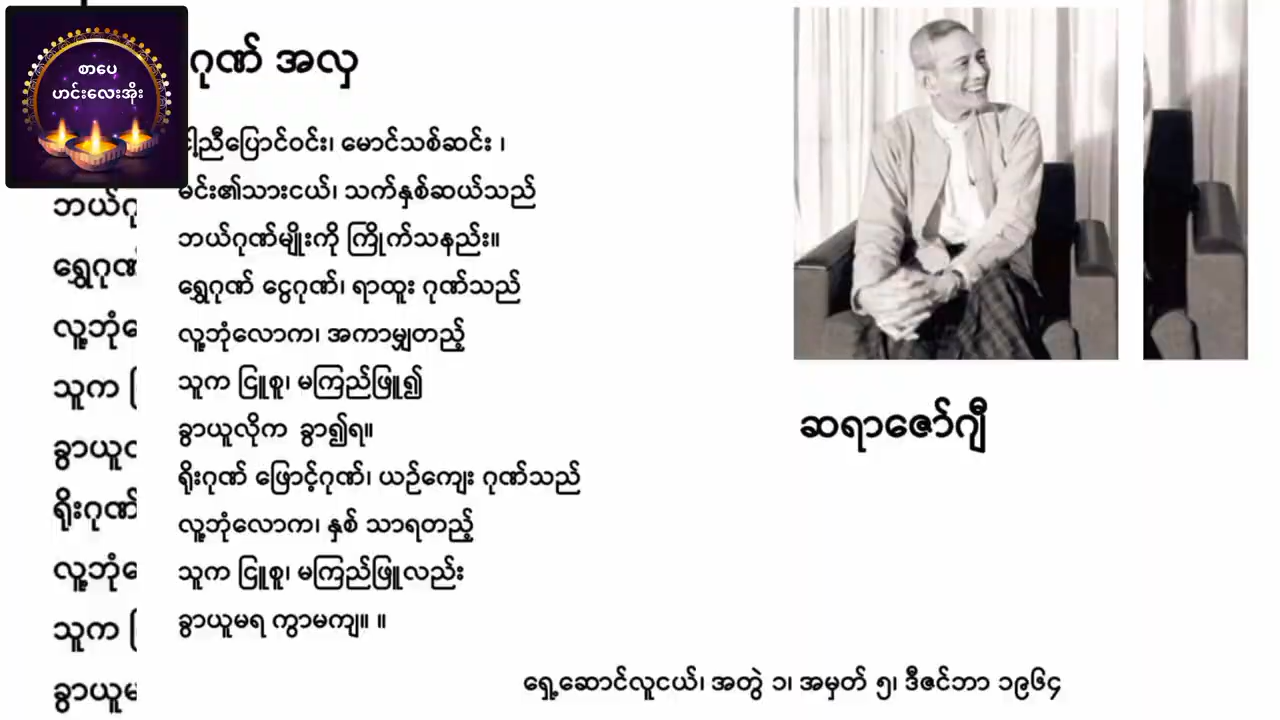 စာပေ
ဟင်းလေးအိုး
ဂုဏ် အလှ
ငါ့ညီပြောင်ဝင်း၊ မောင်သစ်ဆင်း ၊
မင်း၏သားငယ်၊ သက်နှစ်ဆယ်သည်
ဘယ်ဂုဏ်မျိုးကို ကြိုက်သနည်း။
ရွှေဂုဏ် ငွေဂုဏ်၊ ရာထူး ဂုဏ်သည်
လူ့ဘုံလောက၊ အကာမျှတည့်
သူက ငြူစူ၊ မကြည်ဖြူ၍
ခွာယူလိုက ခွာ၍ရ။
ရိုးဂုဏ် ဖြောင့်ဂုဏ်၊ ယဉ်ကျေး ဂုဏ်သည်
လူ့ဘုံလောက၊ နှစ် သာရတည့်
သူက ငြူစူ၊ မကြည်ဖြူလည်း
ခွာယူမရ ကွာမကျ။ ။
ဆရာဇော်ဂျီ
ရှေ့ဆောင်လူငယ်၊ အတွဲ ၁၊ အမှတ် ၅၊ ဒီဇင်ဘာ ၁၉၆၄